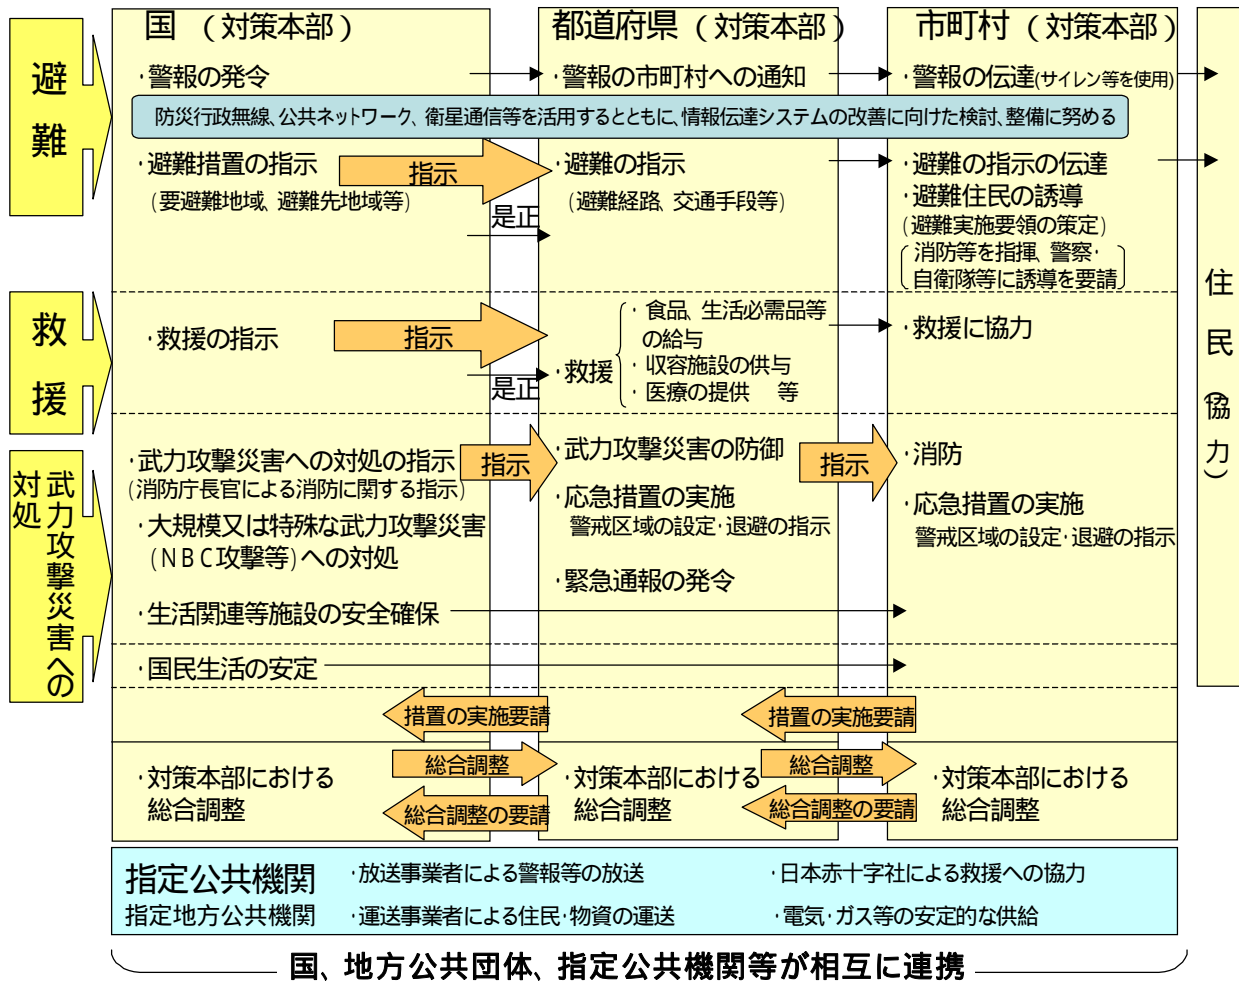 国 （対策本部）
都道府県 （対策本部）
市町村 （対策本部）
避難
・警報の発令
・警報の市町村への通知
・警報の伝達(サイレン等を使用)
防災行政無線、公共ネットワーク、衛星通信等を活用するとともに、情報伝達システムの改善に向けた検討、整備に努める
・避難措置の指示
(要避難地域、避難先地域等)
指示
是正
・避難の指示
(避難経路、交通手段等)
・避難の指示の伝達
・避難住民の誘導
(避難実施要領の策定)
消防等を指揮、警察・
自衛隊等に誘導を要請
住民（協力）
救援
・救援の指示
指示
是正
・救援
・食品、生活必需品等
の給与
・収容施設の供与
・医療の提供　等
・救援に協力
武力攻撃災害への
対処
・武力攻撃災害への対処の指示
(消防庁長官による消防に関する指示)
・大規模又は特殊な武力攻撃災害
(NBC攻撃等)への対処
・生活関連等施設の安全確保
指示
・武力攻撃災害の防御
・応急措置の実施
警戒区域の設定・退避の指示
・緊急通報の発令
指示
・消防
・応急措置の実施
警戒区域の設定・退避の指示
・国民生活の安定
措置の実施要請
措置の実施要請
・対策本部における
総合調整
総合調整
総合調整の要請
・対策本部における
総合調整
総合調整
総合調整の要請
・対策本部における
総合調整
指定公共機関
指定地方公共機関
・放送事業者による警報等の放送
・日本赤十字社による救援への協力
・運送事業者による住民・物資の運送
・電気・ガス等の安定的な供給
国、地方公共団体、指定公共機関等が相互に連携